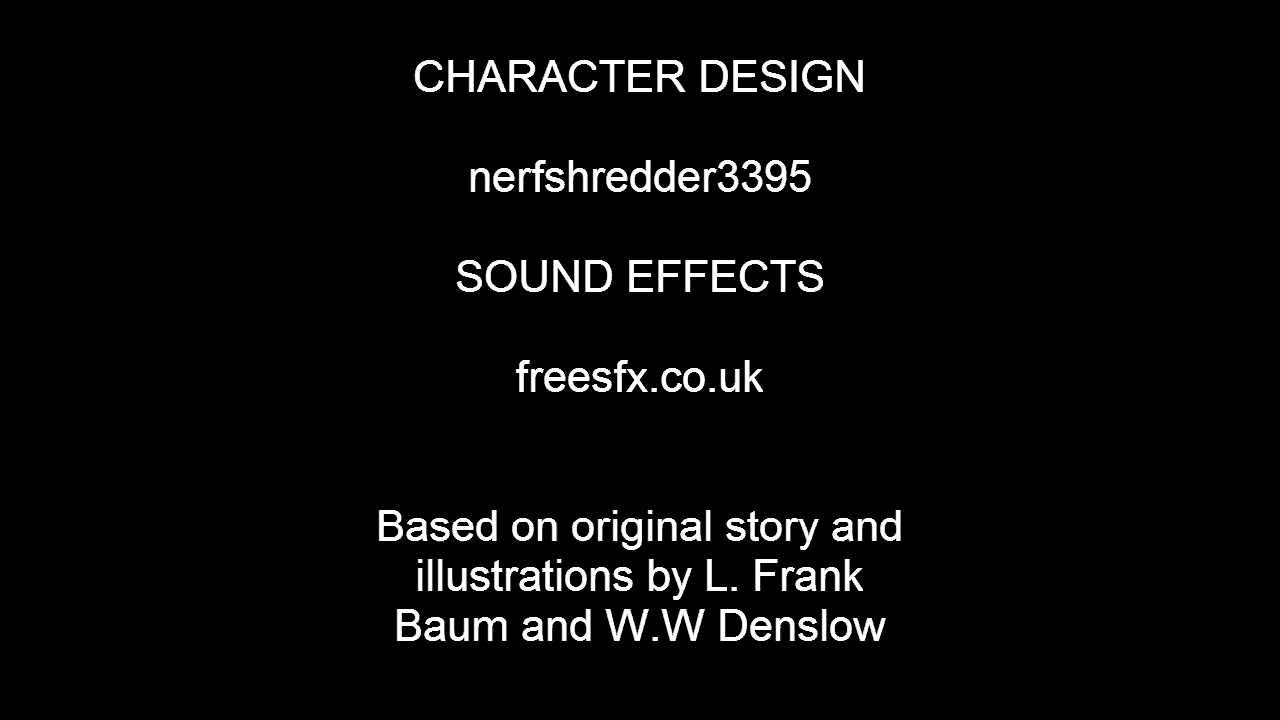 CHARACTER DESIGN
nerfshredder3395
SOUND EFFECTS
freesfx.co.uk
Based on original story and
illustrations by L. Frank
Baum and W.W Denslow